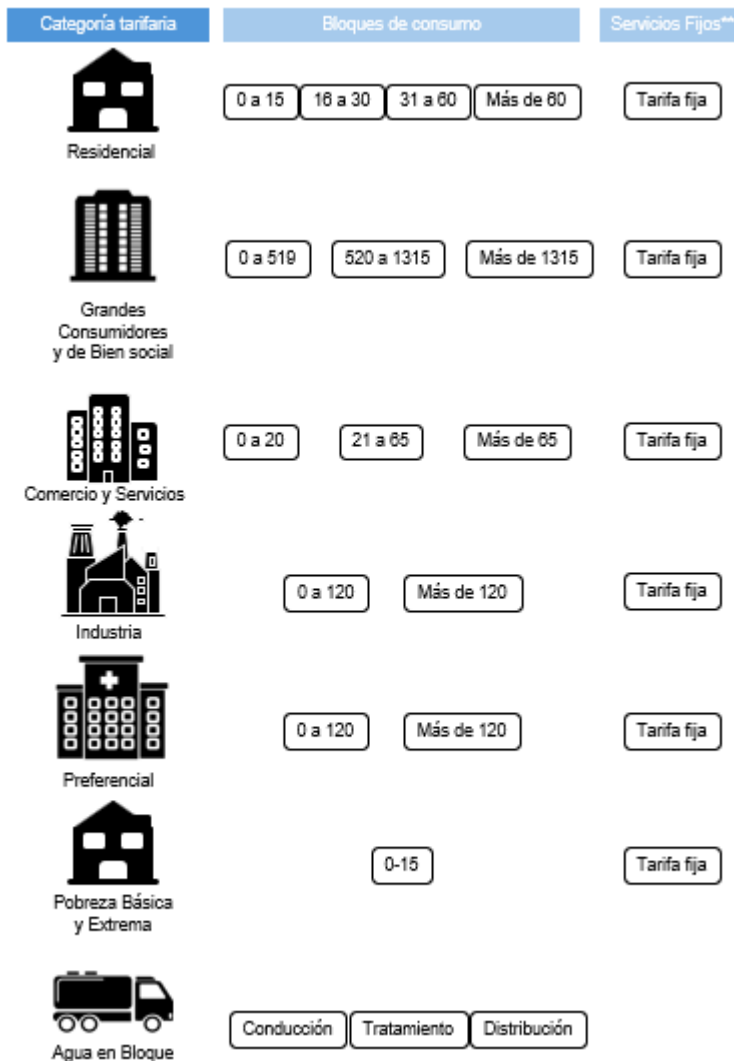 Categoría tarifaria Bloques de consumo Servicios Fijos**
0 a 15 16 a 30 31 a 60 Más de 60 Tarifa fija
Residencial
0 a 519 520 a 1315 Más de 1315 Tarifa fija
Grandes
Consumidores
y de Bien social
0 a 20 21 a 65 Más de 65 Tarifa fija
Comercio y Servicios
0 a 120 Más de 120 Tarifa fija
Industria
0 a 120 Más de 120 Tarifa fija
Preferencial
0-15 Tarifa fija
Pobreza Básica
y Extrema
Conducción Tratamiento Distribución
Agua en Bloque